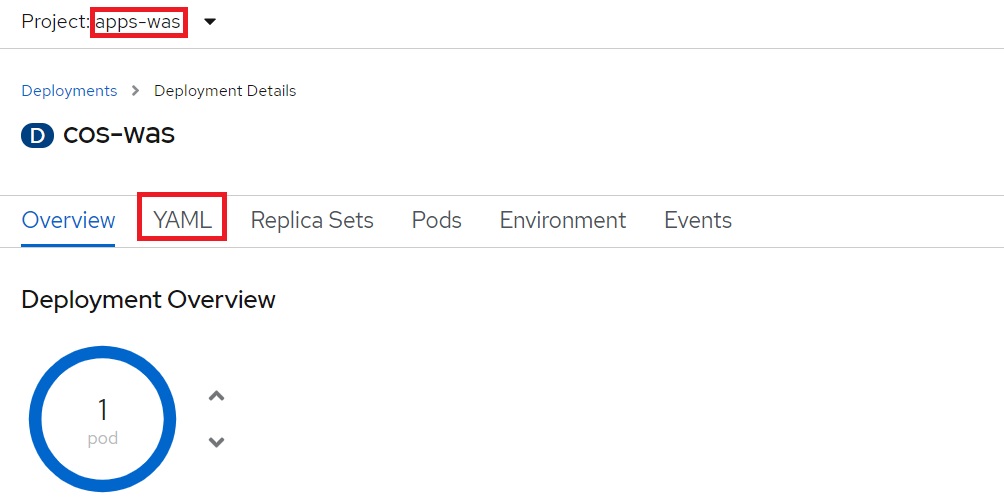 Project: apps-was
Deployments > Deployment Details
D cos-was
Overview YAML Replica Sets Pods Environment Events
Deployment Overview
1
pod